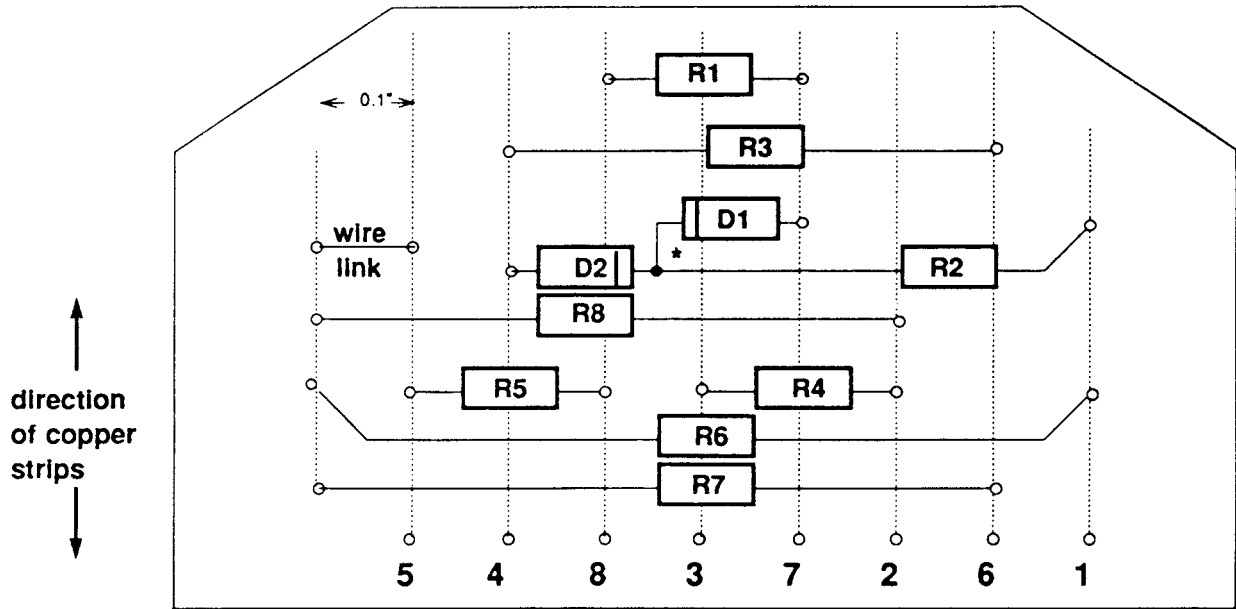 R1
0.1"
R3
D1
wire
link
*
D2
R2
R8
direction
of copper
strips
R5
R4
R6
R7
5 4 8 3 7 2 6 1